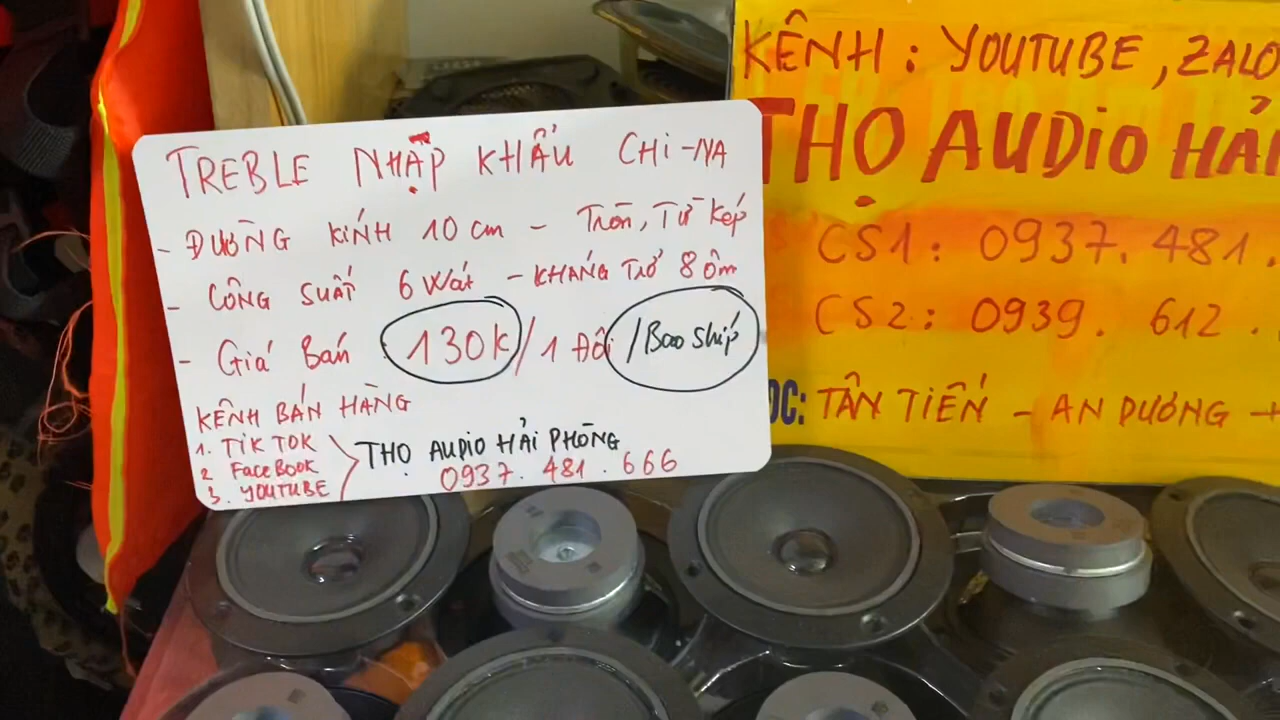 TREBLE NHẬP KHẨU CHI-NA
- ĐƯỜNG KÍNH 10 cm - Tròn, Từ kép
- CÔNG SUẤT 6 Wát - KHÁNG TRỞ 8 ôm
- Giá Bán 130k / 1 Đôi /Bao Ship
KÊNH BÁN HÀNG
1. TIK TOK
2 FaceBOOK
3. YOUTUBE
THỌ AUDIO HẢI PHÒNG
0937.481.666
KÊNH : YOUTUBE, ZALO
THỌ AUDIO HẢI
CS1: 0937.481.
CS2: 0939. 612.
ĐC: TÂN TIẾN - AN DƯƠNG +